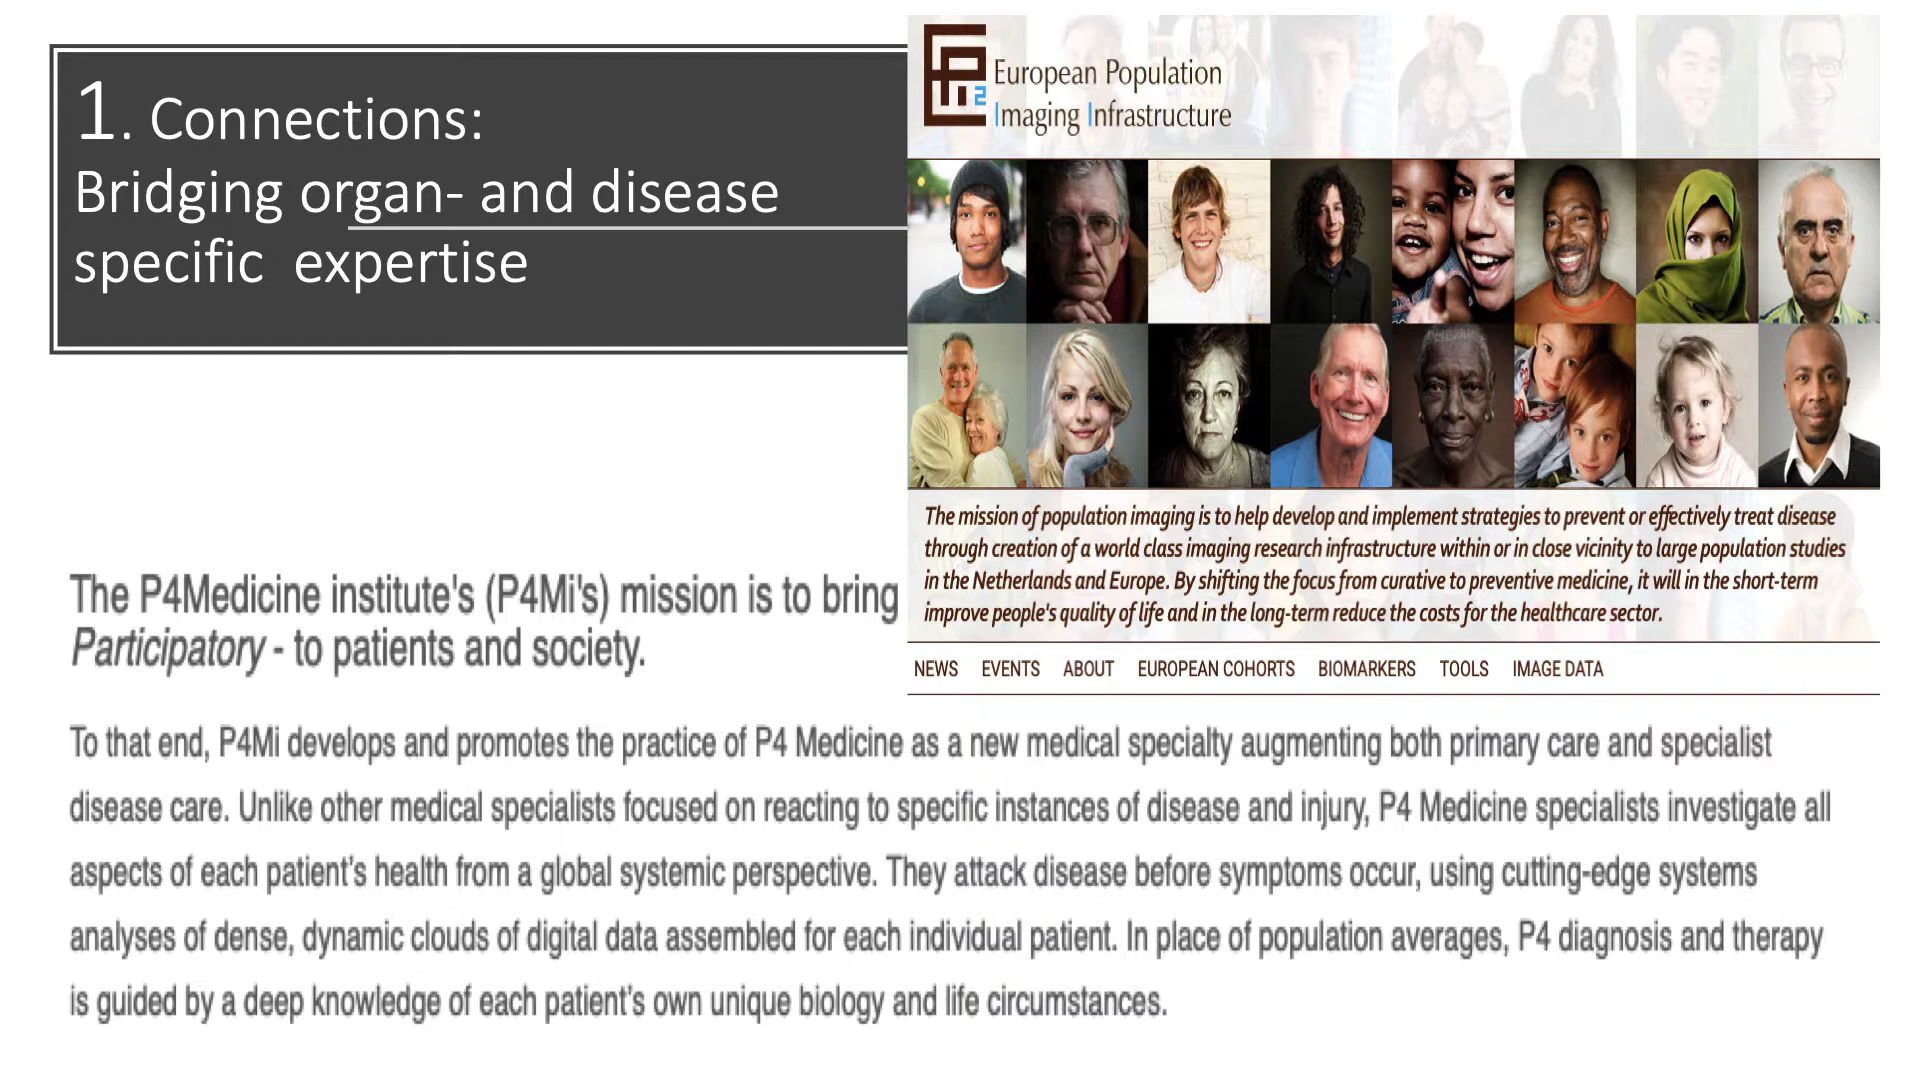 1. Connections:
Bridging organ- and disease
specific expertise
European Population
Imaging Infrastructure
The mission of population imaging is to help develop and implement strategies to prevent or effectively treat disease
through creation of a world class imaging research infrastructure within or in close vicinity to large population studies
in the Netherlands and Europe. By shifting the focus from curative to preventive medicine, it will in the short-term
improve people's quality of life and in the long-term reduce the costs for the healthcare sector.
NEWS EVENTS ABOUT EUROPEAN COHORTS BIOMARKERS TOOLS IMAGE DATA
The P4Medicine institute's (P4Mi's) mission is to bring
Participatory - to patients and society.
To that end, P4Mi develops and promotes the practice of P4 Medicine as a new medical specialty augmenting both primary care and specialist
disease care. Unlike other medical specialists focused on reacting to specific instances of disease and injury, P4 Medicine specialists investigate all
aspects of each patient's health from a global systemic perspective. They attack disease before symptoms occur, using cutting-edge systems
analyses of dense, dynamic clouds of digital data assembled for each individual patient. In place of population averages, P4 diagnosis and therapy
is guided by a deep knowledge of each patient's own unique biology and life circumstances.